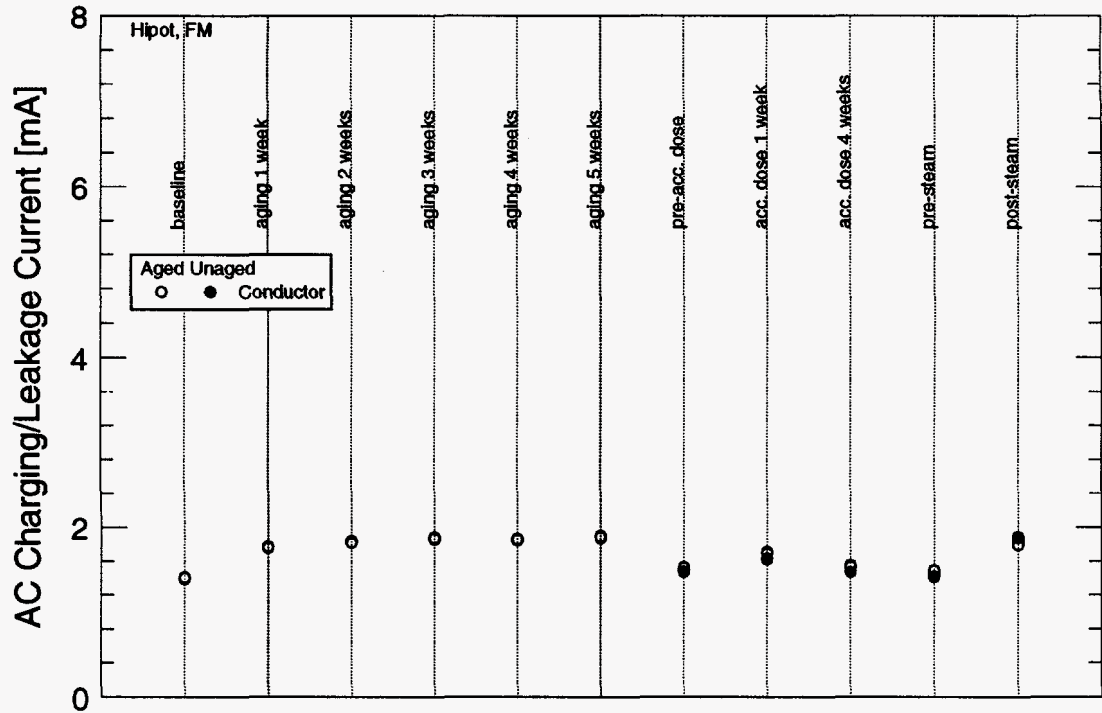 8
Hipot, FM
AC Charging/Leakage Current [mA]
6
baseline
aging 1 week
aging 2 weeks
aging 3 weeks
aging 4 weeks
aging 5 weeks
pre-acc. dose
acc. dose 1 week
acc. dose 4 weeks
pre-steam
post-steam
Aged Unaged
Conductor
4
2
0